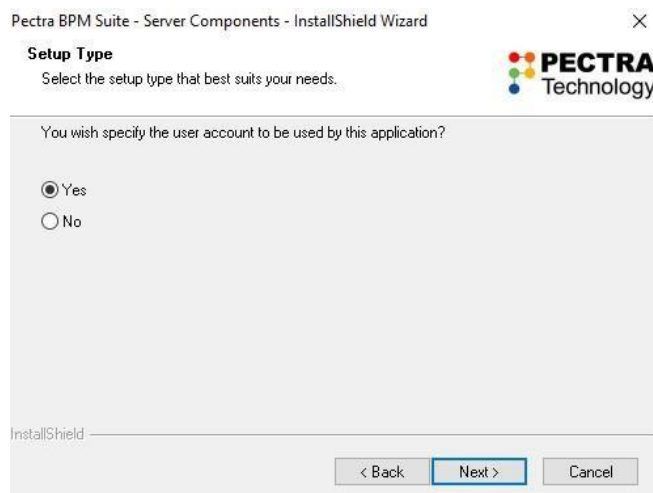 Pectra BPM Suite - Server Components - InstallShield Wizard
Setup Type
Select the setup type that best suits your needs.
PECTRA
Technology
You wish specify the user account to be used by this application?
Yes
No
InstallShield
< Back
Next >
Cancel